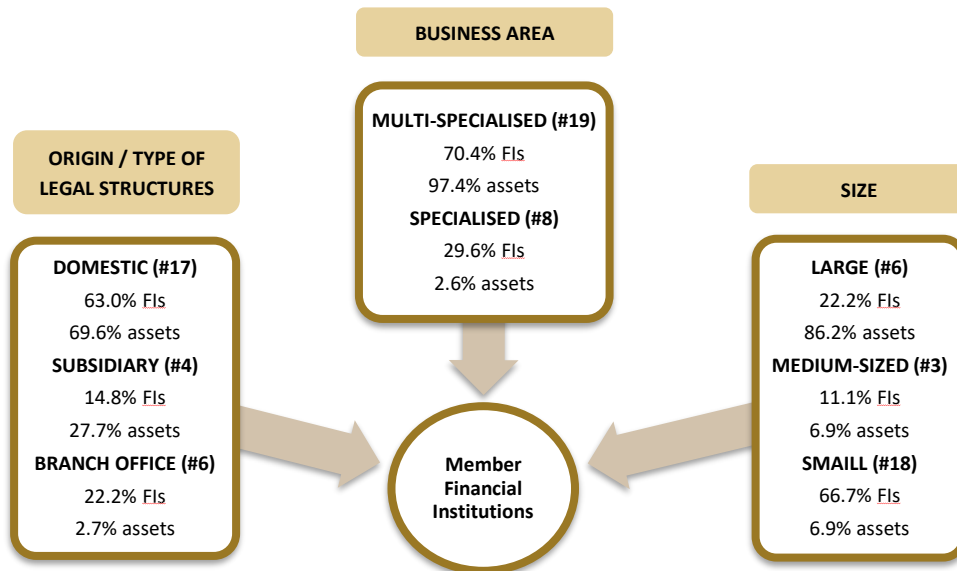 BUSINESS AREA
MULTI-SPECIALISED (#19)
70.4% FIs
97.4% assets
SPECIALISED (#8)
29.6% FIs
2.6% assets
ORIGIN / TYPE OF
LEGAL STRUCTURES
DOMESTIC (#17)
63.0% FIs
69.6% assets
SUBSIDIARY (#4)
14.8% FIs
27.7% assets
BRANCH OFFICE (#6)
22.2% FIs
2.7% assets
SIZE
LARGE (#6)
22.2% FIs
86.2% assets
MEDIUM-SIZED (#3)
11.1% FIs
6.9% assets
SMAILL (#18)
66.7% FIs
6.9% assets
Member
Financial
Institutions